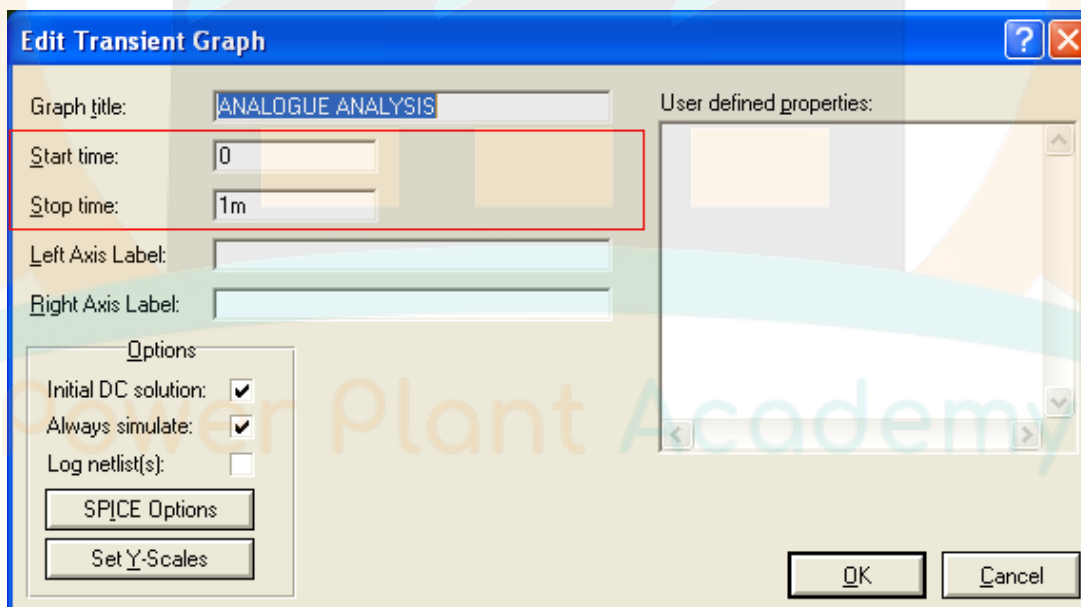 Edit Transient Graph
Graph title: ANALOGUE ANALYSIS
User defined properties:
Start time: 0
Stop time: 1m
Left Axis Label:
Right Axis Label:
Options
Initial DC solution:
Always simulate:
Log netlist(s):
SPICE Options
Set Y-Scales
OK Cancel
Power Plant Academy